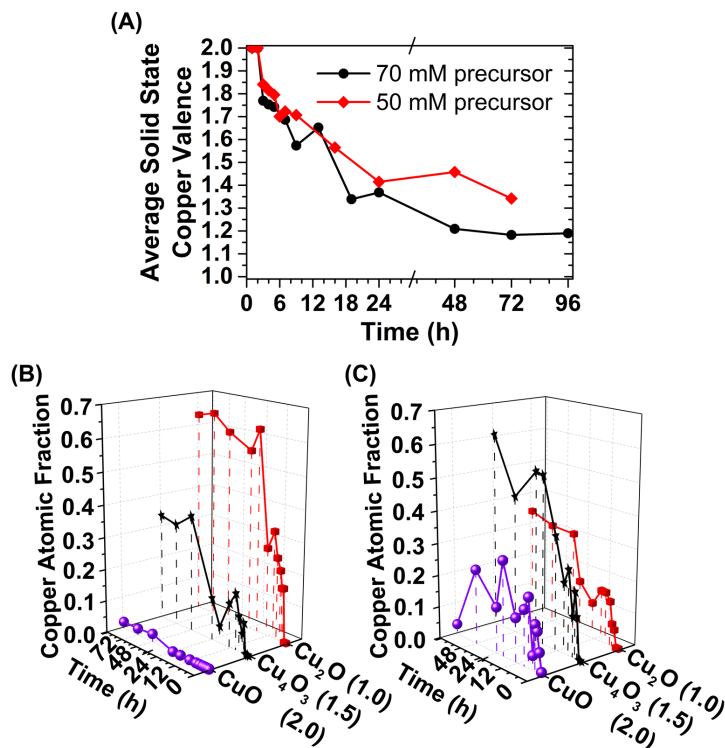 (A)
Average Solid State
Copper Valence
2.0
1.9
1.8
1.7
1.6
1.5
1.4
1.3
1.2
1.1
1.0
70 mM precursor
50 mM precursor
0 6 12 18 24 48 72 96
Time (h)
(B)
Copper Atomic Fraction
0.7
0.6
0.5
0.4
0.3
0.2
0.1
0.0
72
48
24
12
0
Time (h)
CuO
(2.0)
Cu4O3 (1.5)
Cu2O (1.0)
(C)
Copper Atomic Fraction
0.7
0.6
0.5
0.4
0.3
0.2
0.1
0.0
48
24
12
0
Time (h)
CuO
(2.0)
Cu4O3 (1.5)
Cu2O (1.0)